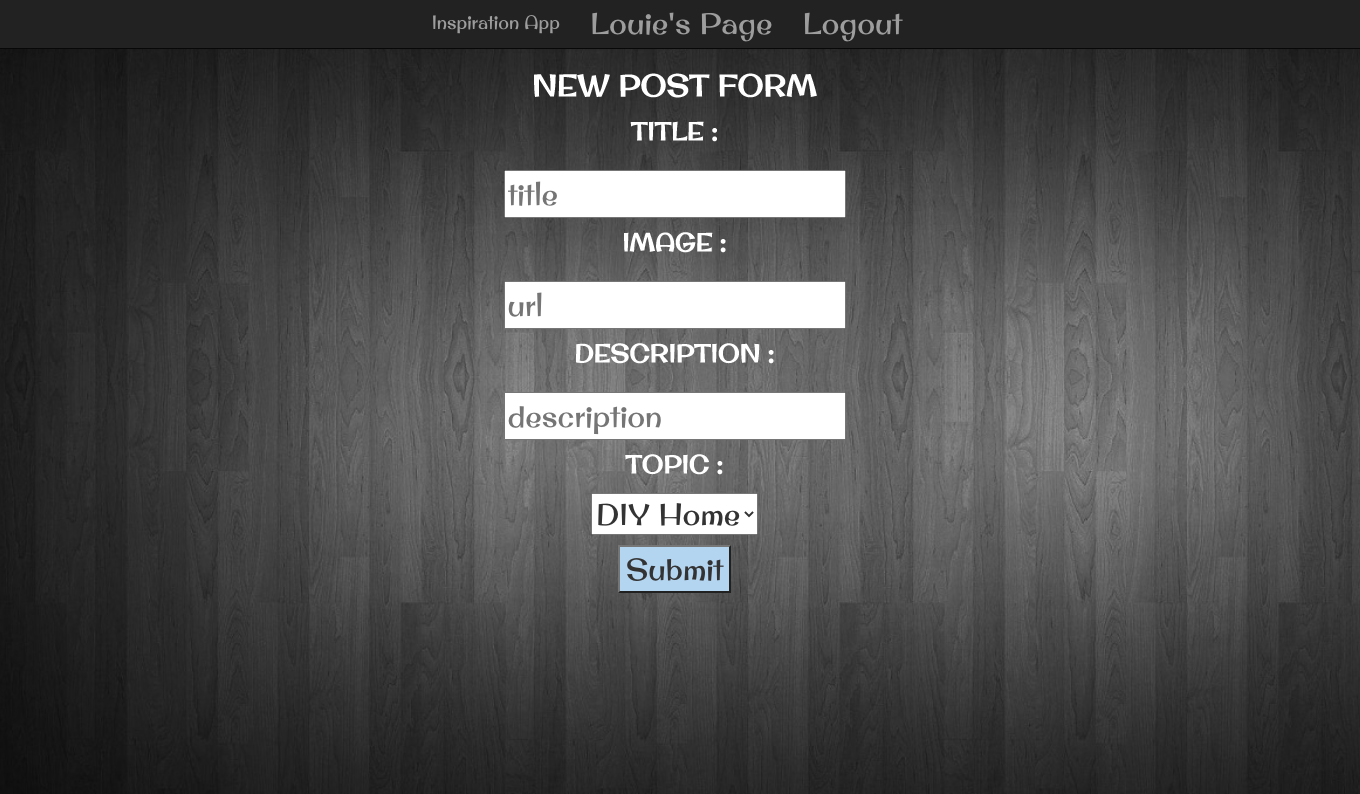 Inspiration App Louie's Page Logout
NEW POST FORM
TITLE :
title
IMAGE :
url
DESCRIPTION :
description
TOPIC :
DIY Home
Submit